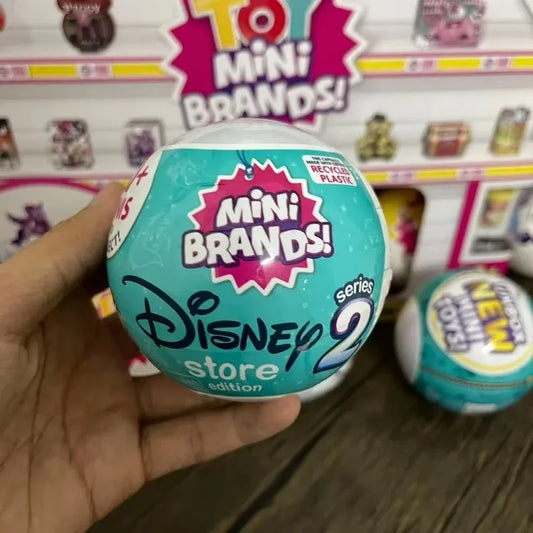 TOY
MINI
BRANDS!
THE CAPSULE
MADE WITH
RECYCLED
PLASTIC
MINI
BRANDS!
Disney
series
2
store
edition
UNBOX
NEW
MINI
TOYS!